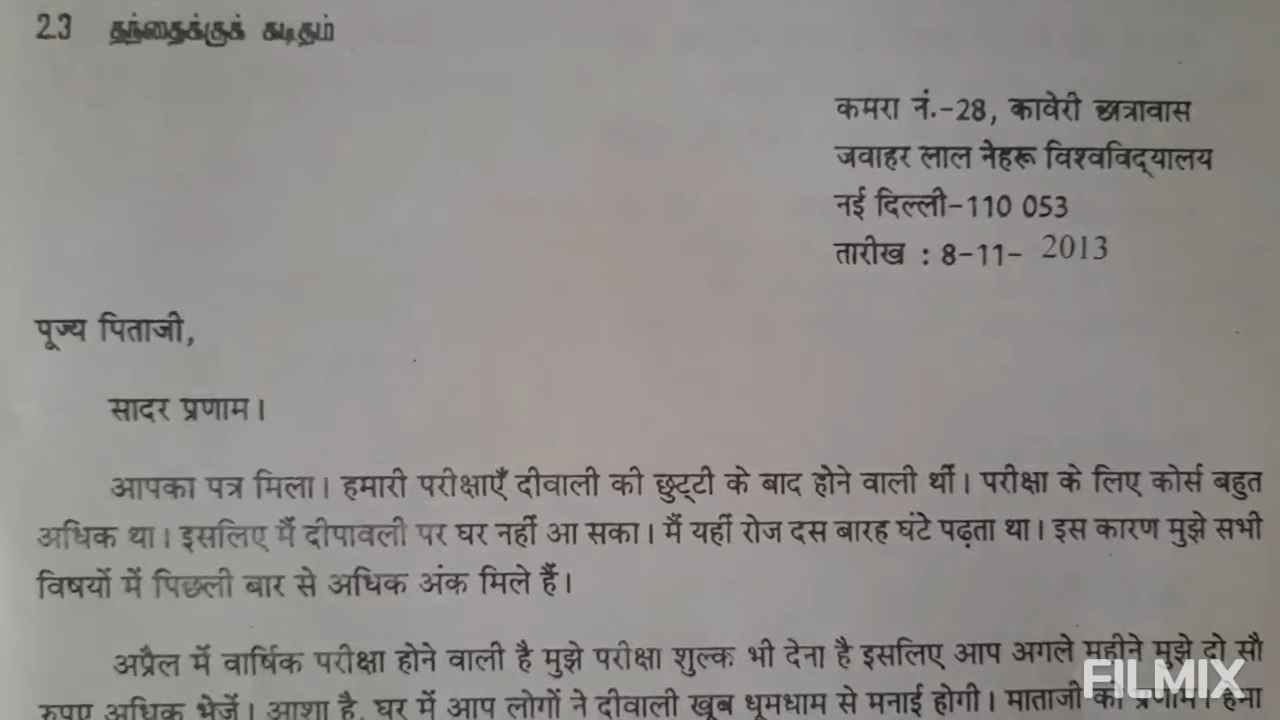 2.3 தந்தைக்குக் கடிதம்
कमरा नं.-28, कावेरी छात्रावास
जवाहर लाल नेहरू विश्वविद्यालय
नई दिल्ली-110 053
तारीख : 8-11- 2013
पूज्य पिताजी,
सादर प्रणाम।
आपका पत्र मिला। हमारी परीक्षाएँ दीवाली की छुट्टी के बाद होने वाली थीं। परीक्षा के लिए कोर्स बहुत
अधिक था। इसलिए मैं दीपावली पर घर नहीं आ सका। मैं यहीं रोज दस बारह घंटे पढ़ता था। इस कारण मुझे सभी
विषयों में पिछली बार से अधिक अंक मिले हैं।
अप्रैल में वार्षिक परीक्षा होने वाली है मुझे परीक्षा शुल्क भी देना है इसलिए आप अगले महीने मुझे दो सौ
रुपए अधिक भेजें। आशा है, घर में आप लोगों ने दीवाली खूब धूमधाम से मनाई होगी। माताजी को प्रणाम। हेमा
FILMIX